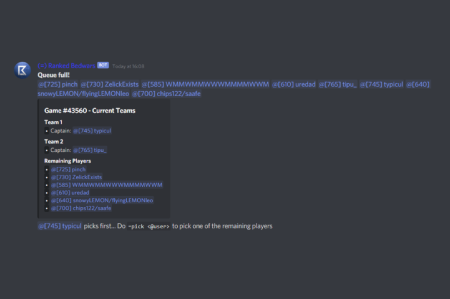 Ranked Bedwars BOT Today at
Queue full!
@[725] pinch @[730] ZelickExists @[585] WMMWMMWWWMMMMWWM @[610] uredad @[765] tipu_ @[745] typicul @[640]
snowyLEMON/flyingLEMONleo @[700] chips122/saafe
Game #43560 - Current Teams
Team 1
• Captain: @[745] typicul
Team 2
• Captain: @[765] tipu_
Remaining Players
• @[725] pinch
• @[730] ZelickExists
• @[585] WMMWMMWWWMMMMWWM
• @[610] uredad
• @[640] snowyLEMON/flyingLEMONleo
• @[700] chips122/saafe
@[745] typicul picks first... Do =pick <@user> to pick one of the remaining players